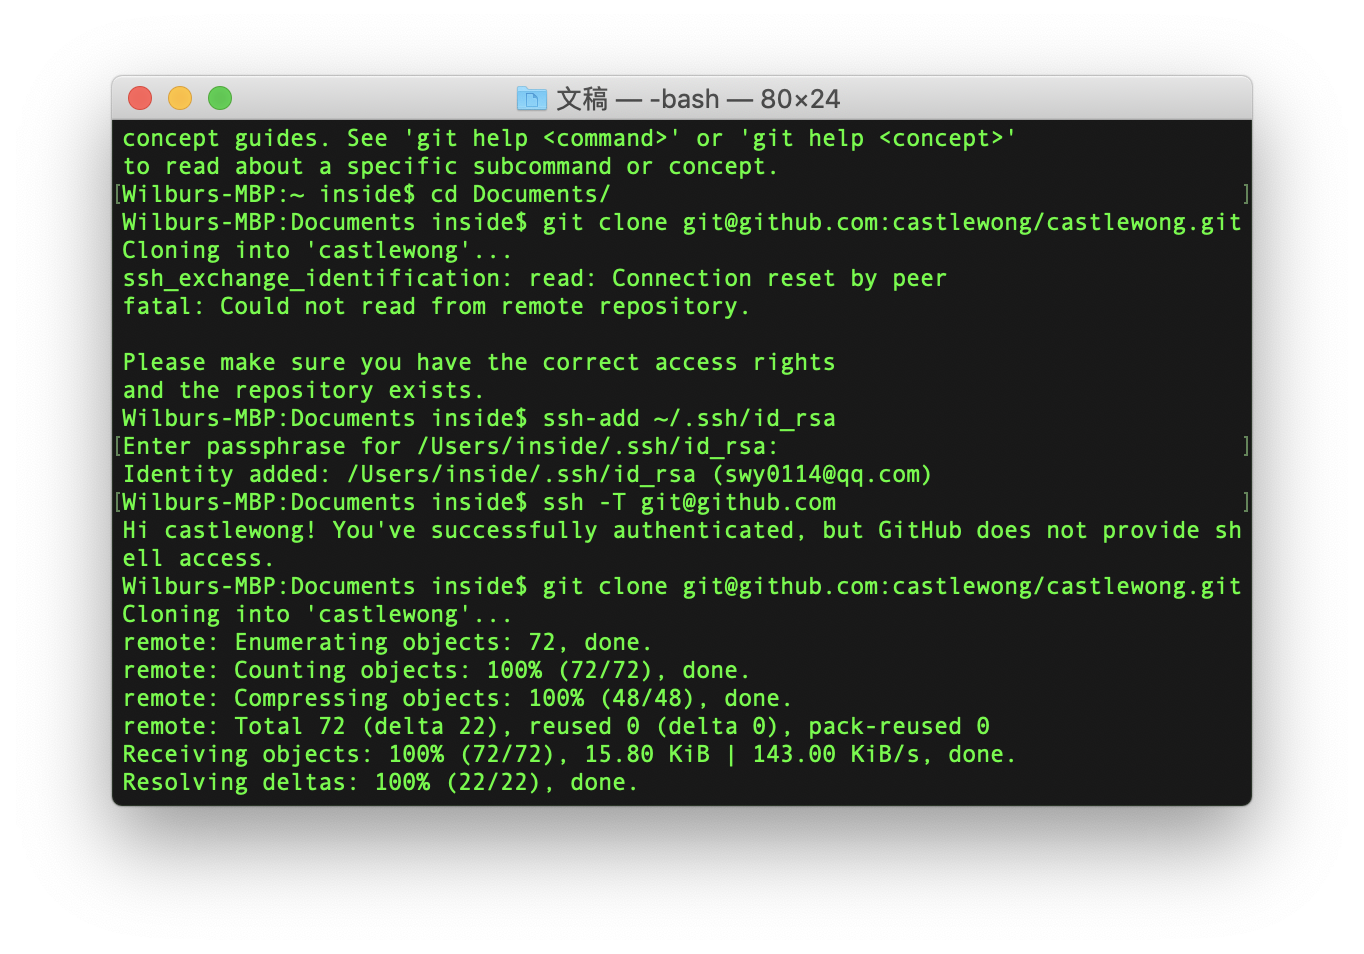 文稿 — -bash — 80×24
concept guides. See 'git help <command>' or 'git help <concept>'
to read about a specific subcommand or concept.
[Wilburs-MBP:~ inside$ cd Documents/ ]
Wilburs-MBP:Documents inside$ git clone git@github.com:castlewong/castlewong.git
Cloning into 'castlewong'...
ssh_exchange_identification: read: Connection reset by peer
fatal: Could not read from remote repository.

Please make sure you have the correct access rights
and the repository exists.
Wilburs-MBP:Documents inside$ ssh-add ~/.ssh/id_rsa
[Enter passphrase for /Users/inside/.ssh/id_rsa: ]
Identity added: /Users/inside/.ssh/id_rsa (swy0114@qq.com)
[Wilburs-MBP:Documents inside$ ssh -T git@github.com ]
Hi castlewong! You've successfully authenticated, but GitHub does not provide sh
ell access.
Wilburs-MBP:Documents inside$ git clone git@github.com:castlewong/castlewong.git
Cloning into 'castlewong'...
remote: Enumerating objects: 72, done.
remote: Counting objects: 100% (72/72), done.
remote: Compressing objects: 100% (48/48), done.
remote: Total 72 (delta 22), reused 0 (delta 0), pack-reused 0
Receiving objects: 100% (72/72), 15.80 KiB | 143.00 KiB/s, done.
Resolving deltas: 100% (22/22), done.